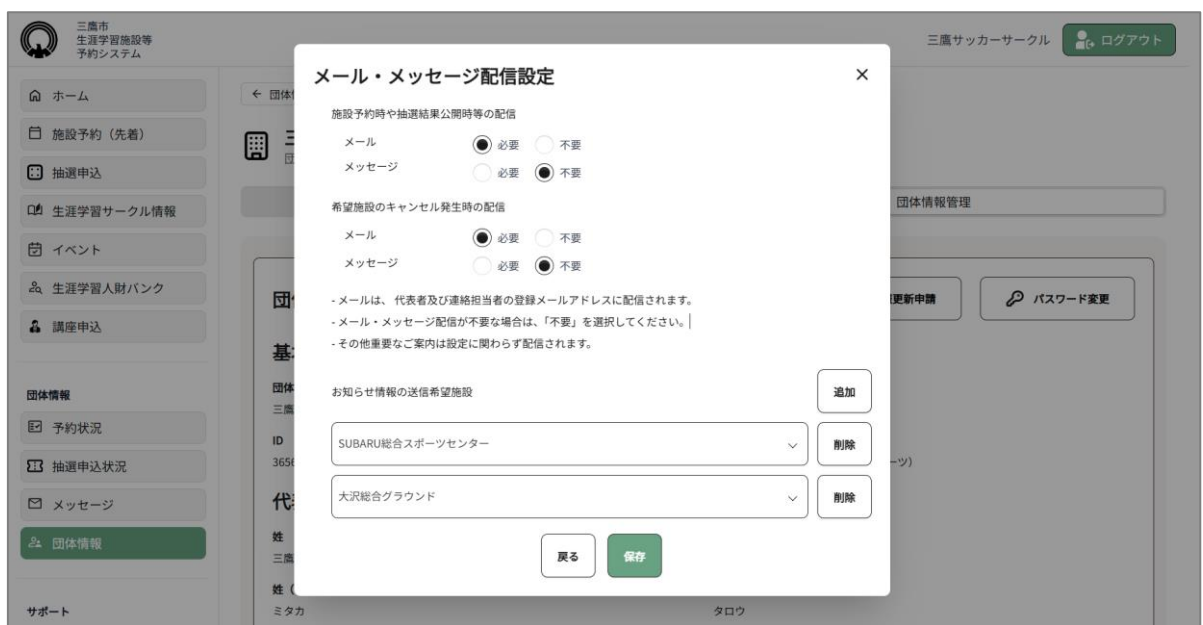 三鷹市
生涯学習施設等
予約システム
三鷹サッカーサークル
ログアウト
ホーム
施設予約（先着）
抽選申込
生涯学習サークル情報
イベント
生涯学習人財バンク
講座申込
団体情報
予約状況
抽選申込状況
メッセージ
団体情報
サポート
← 団体
団体情報管理
更新申請
パスワード変更
基
団体
三鷹
ID
3656
ーツ）
代
姓
三鷹
姓（
ミタカ
タロウ
メール・メッセージ配信設定
×
施設予約時や抽選結果公開時等の配信
メール 必要 不要
メッセージ 必要 不要
希望施設のキャンセル発生時の配信
メール 必要 不要
メッセージ 必要 不要
- メールは、 代表者及び連絡担当者の登録メールアドレスに配信されます。
- メール・メッセージ配信が不要な場合は、「不要」を選択してください。
- その他重要なご案内は設定に関わらず配信されます。
お知らせ情報の送信希望施設
追加
SUBARU総合スポーツセンター
削除
大沢総合グラウンド
削除
戻る
保存